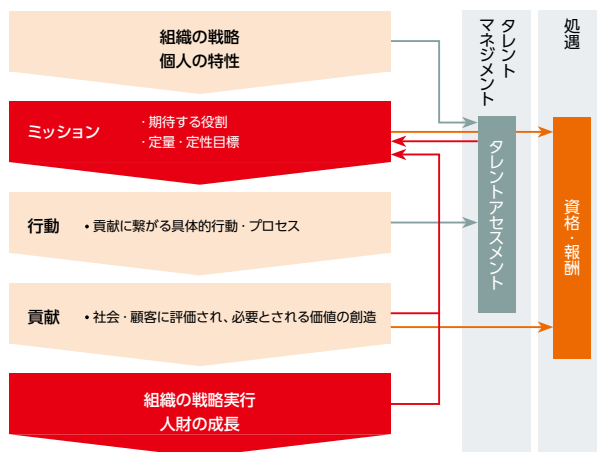 組織の戦略
個人の特性
ミッション
・期待する役割
・定量・定性目標
行動
・貢献に繋がる具体的行動・プロセス
貢献
・社会・顧客に評価され、必要とされる価値の創造
組織の戦略実行
人財の成長
タレント
マネジメント
タレントアセスメント
処遇
資格・報酬